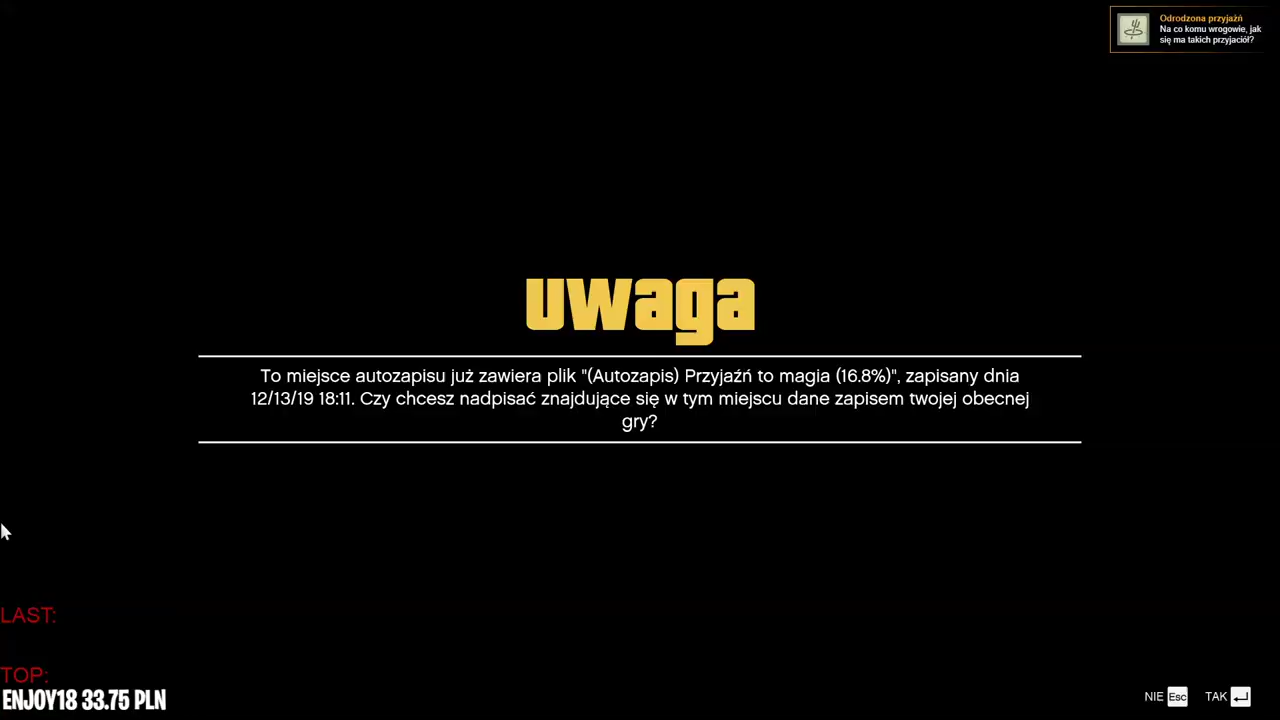 Odrodzona przyjaźń
Na co komu wrogowie, jak
się ma takich przyjaciół?
uwaga
To miejsce autozapisu już zawiera plik "(Autozapis) Przyjaźń to magia (16.8%)", zapisany dnia
12/13/19 18:11. Czy chcesz nadpisać znajdujące się w tym miejscu dane zapisem twojej obecnej
gry?
LAST:
TOP:
ENJOY18 33.75 PLN
NIE Esc TAK